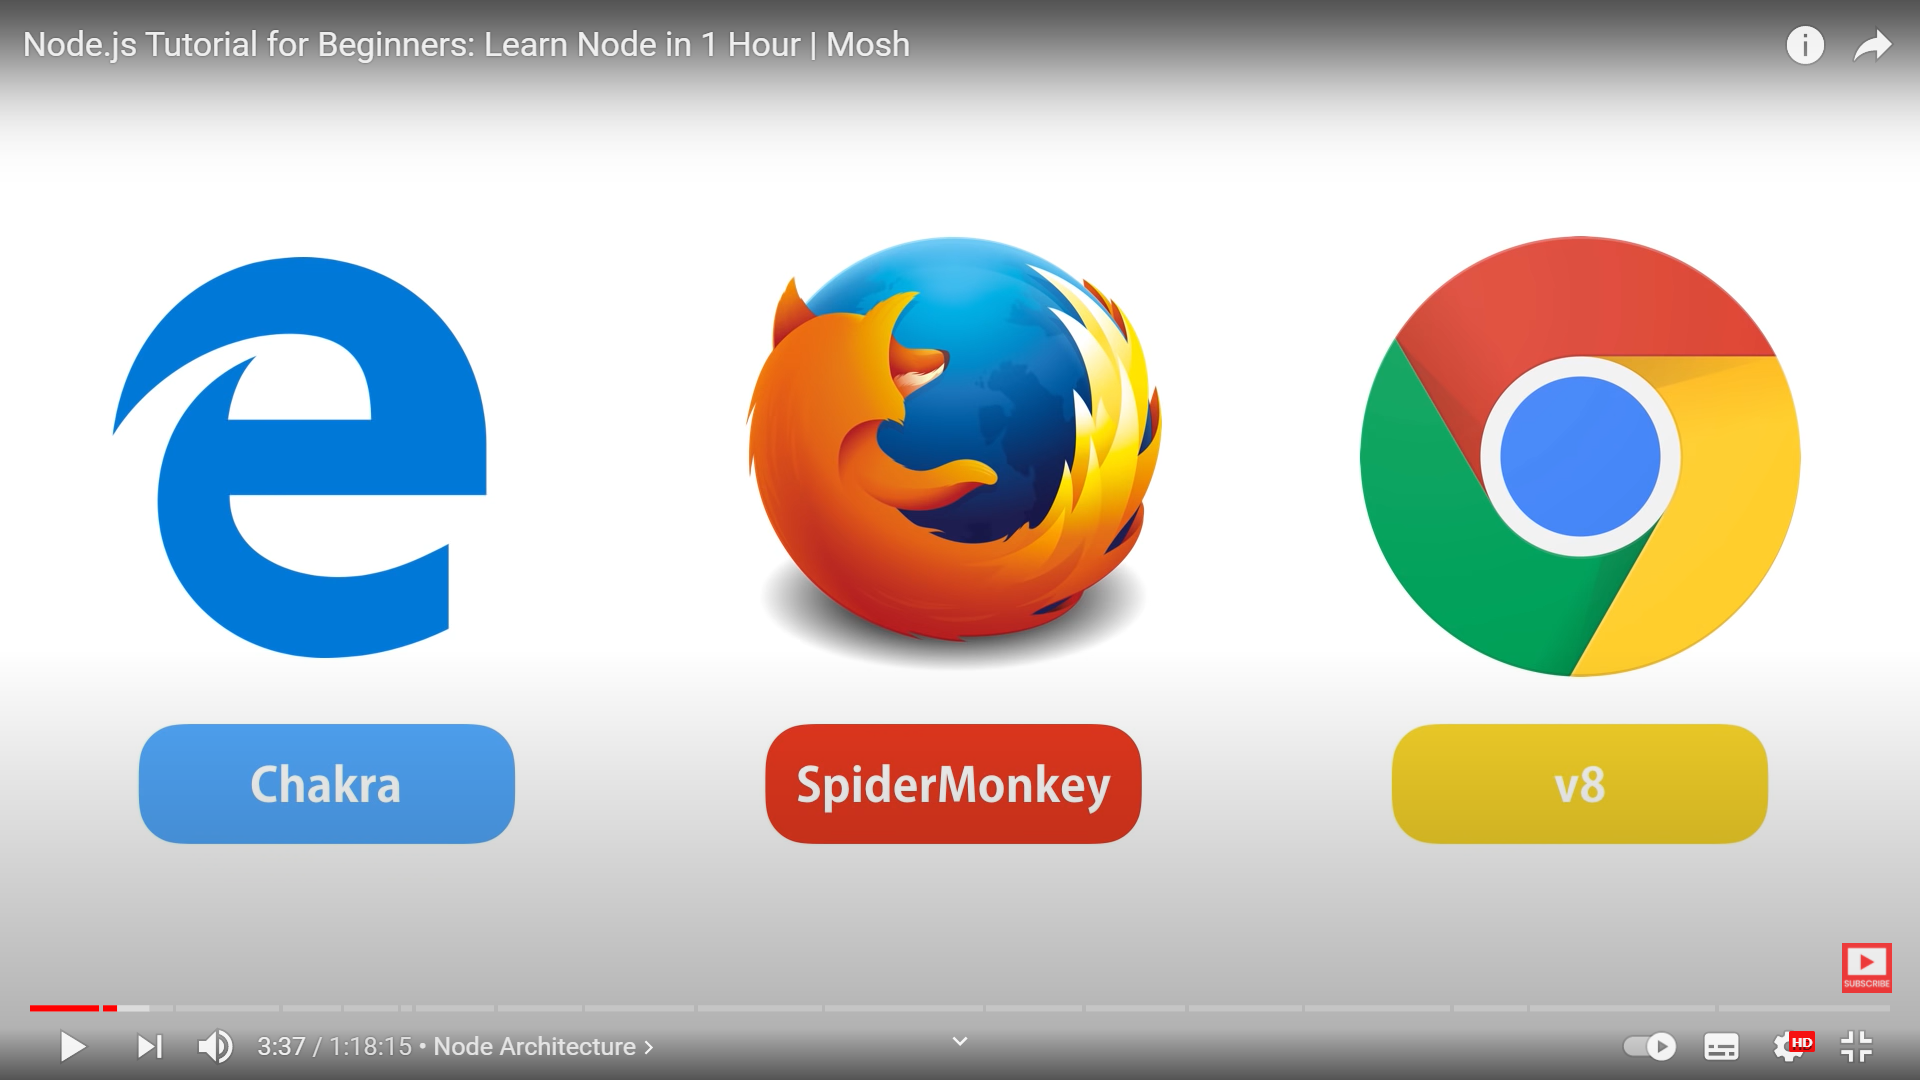 Node.js Tutorial for Beginners: Learn Node in 1 Hour | Mosh
Chakra
SpiderMonkey
v8
SUBSCRIBE
3:37 / 1:18:15 • Node Architecture
HD